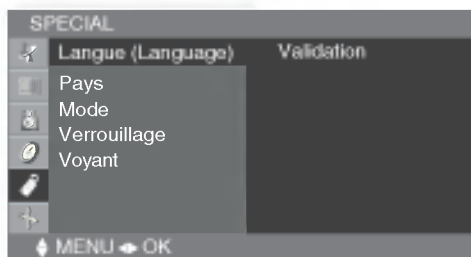 SPECIAL
Langue (Language) Validation
Pays
Mode
Verrouillage
Voyant
MENU OK